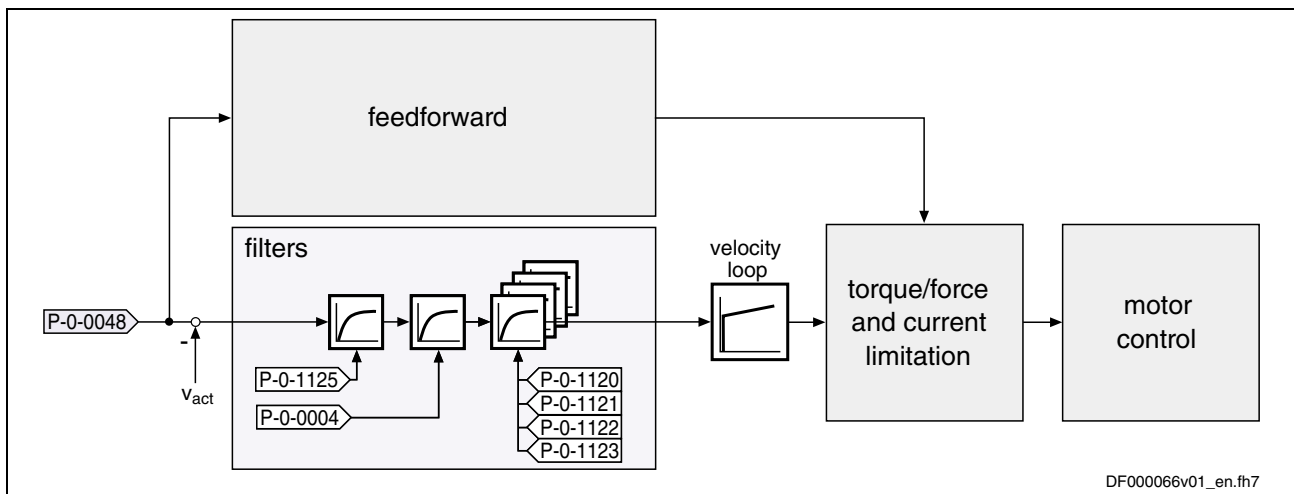 feedforward
filters
velocity
loop
P-0-0048
-
v_act
P-0-1125
P-0-0004
P-0-1120
P-0-1121
P-0-1122
P-0-1123
torque/force
and current
limitation
motor
control
DF000066v01_en.fh7